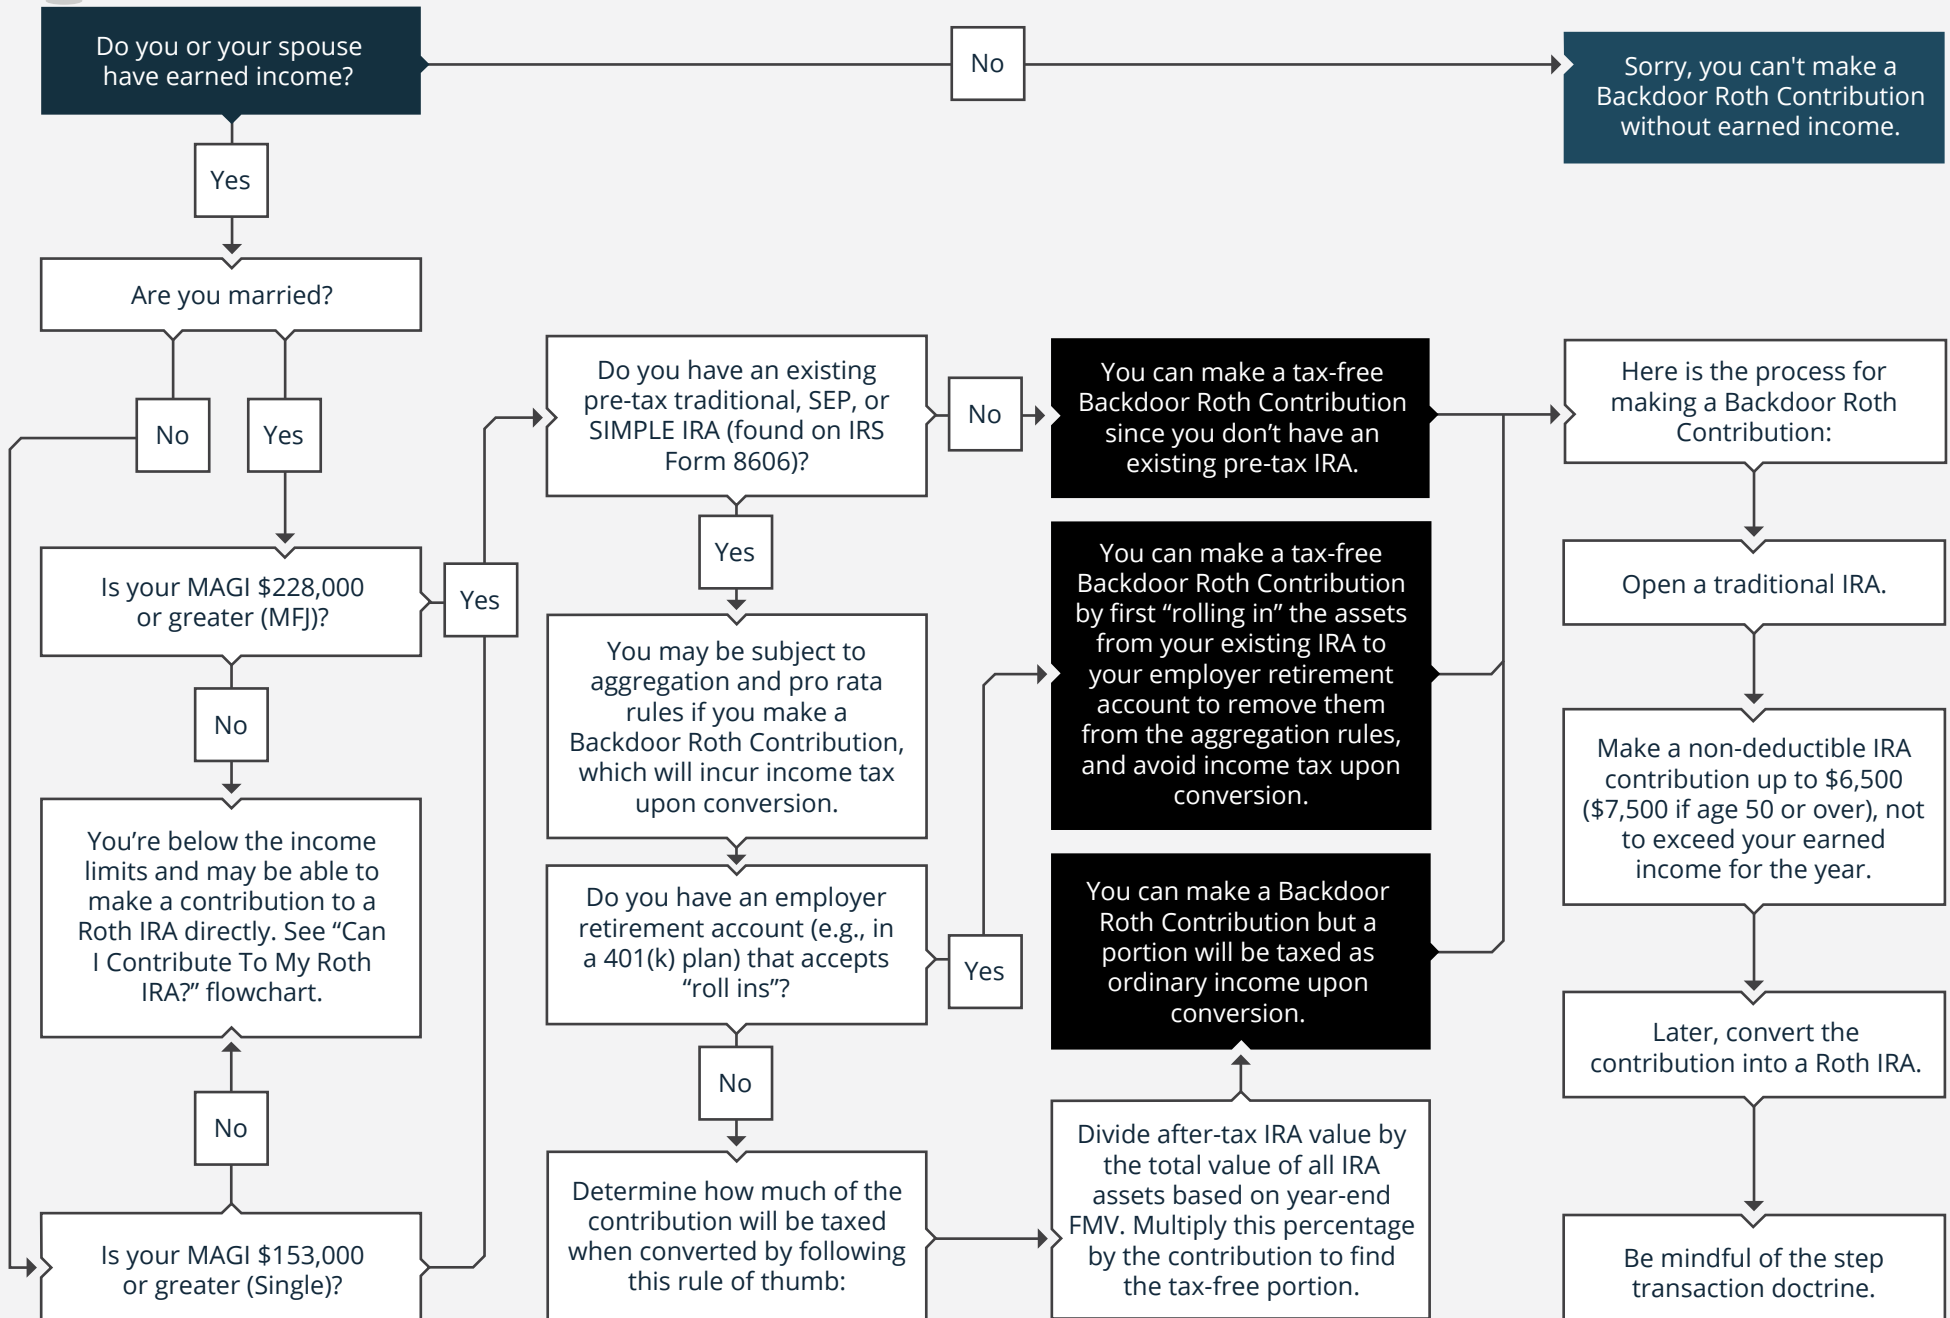 Do you or your spouse
have earned income?
No
Sorry, you can't make a
Backdoor Roth Contribution
without earned income.
Yes
Are you married?
No
Yes
Is your MAGI $228,000
or greater (MFJ)?
Yes
No
You’re below the income
limits and may be able to
make a contribution to a
Roth IRA directly. See “Can
I Contribute To My Roth
IRA?” flowchart.
No
Is your MAGI $153,000
or greater (Single)?
Do you have an existing
pre-tax traditional, SEP, or
SIMPLE IRA (found on IRS
Form 8606)?
No
Yes
You may be subject to
aggregation and pro rata
rules if you make a
Backdoor Roth Contribution,
which will incur income tax
upon conversion.
Do you have an employer
retirement account (e.g., in
a 401(k) plan) that accepts
“roll ins”?
Yes
No
Determine how much of the
contribution will be taxed
when converted by following
this rule of thumb:
You can make a tax-free
Backdoor Roth Contribution
since you don’t have an
existing pre-tax IRA.
You can make a tax-free
Backdoor Roth Contribution
by first “rolling in” the assets
from your existing IRA to
your employer retirement
account to remove them
from the aggregation rules,
and avoid income tax upon
conversion.
You can make a Backdoor
Roth Contribution but a
portion will be taxed as
ordinary income upon
conversion.
Divide after-tax IRA value by
the total value of all IRA
assets based on year-end
FMV. Multiply this percentage
by the contribution to find
the tax-free portion.
Here is the process for
making a Backdoor Roth
Contribution:
Open a traditional IRA.
Make a non-deductible IRA
contribution up to $6,500
($7,500 if age 50 or over), not
to exceed your earned
income for the year.
Later, convert the
contribution into a Roth IRA.
Be mindful of the step
transaction doctrine.